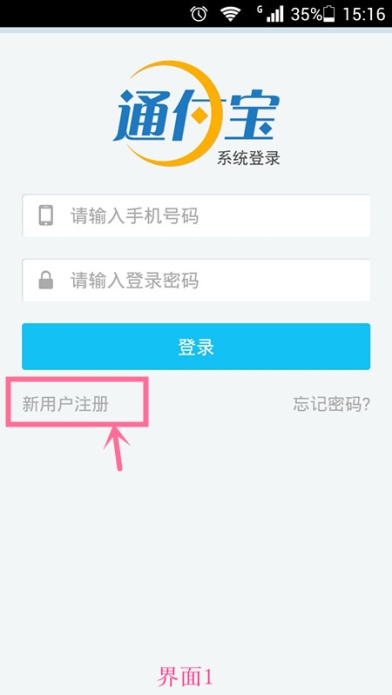 G 35% 15:16
通付宝
系统登录
请输入手机号码
请输入登录密码
登录
新用户注册 忘记密码?
界面1